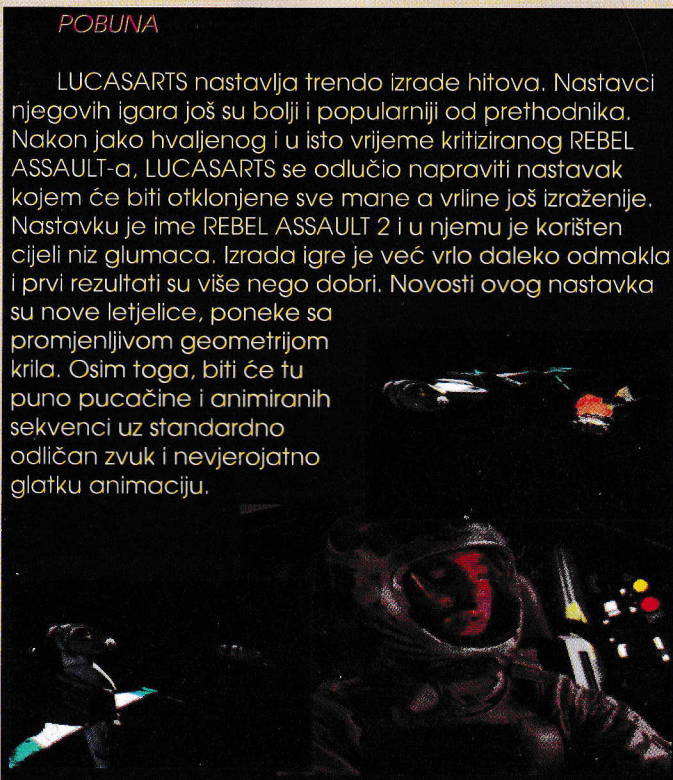 POBUNA
LUCASARTS nastavlja trendo izrade hitova. Nastavci
njegovih igara još su bolji i popularniji od prethodnika.
Nakon jako hvaljenog i u isto vrijeme kritiziranog REBEL
ASSAULT-a, LUCASARTS se odlučio napraviti nastavak
kojem će biti otklonjene sve mane a vrline još izraženije.
Nastavku je ime REBEL ASSAULT 2 i u njemu je korišten
cijeli niz glumaca. Izrada igre je već vrlo daleko odmakla
i prvi rezultati su više nego dobri. Novosti ovog nastavka
su nove letjelice, poneke sa
promjenljivom geometrijom
krila. Osim toga, biti će tu
puno pucačine i animiranih
sekvenci uz standardno
odličan zvuk i nevjerojatno
glatku animaciju.